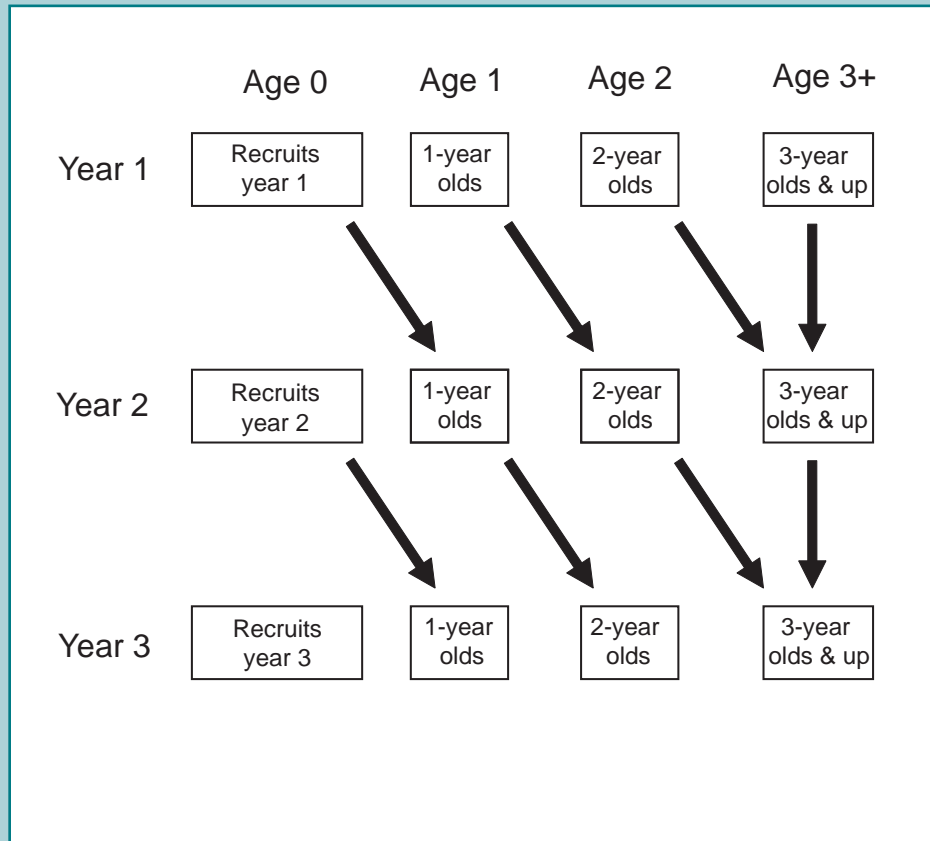 Age 0 Age 1 Age 2 Age 3+
Year 1
Recruits
year 1
1-year
olds
2-year
olds
3-year
olds & up
Year 2
Recruits
year 2
1-year
olds
2-year
olds
3-year
olds & up
Year 3
Recruits
year 3
1-year
olds
2-year
olds
3-year
olds & up